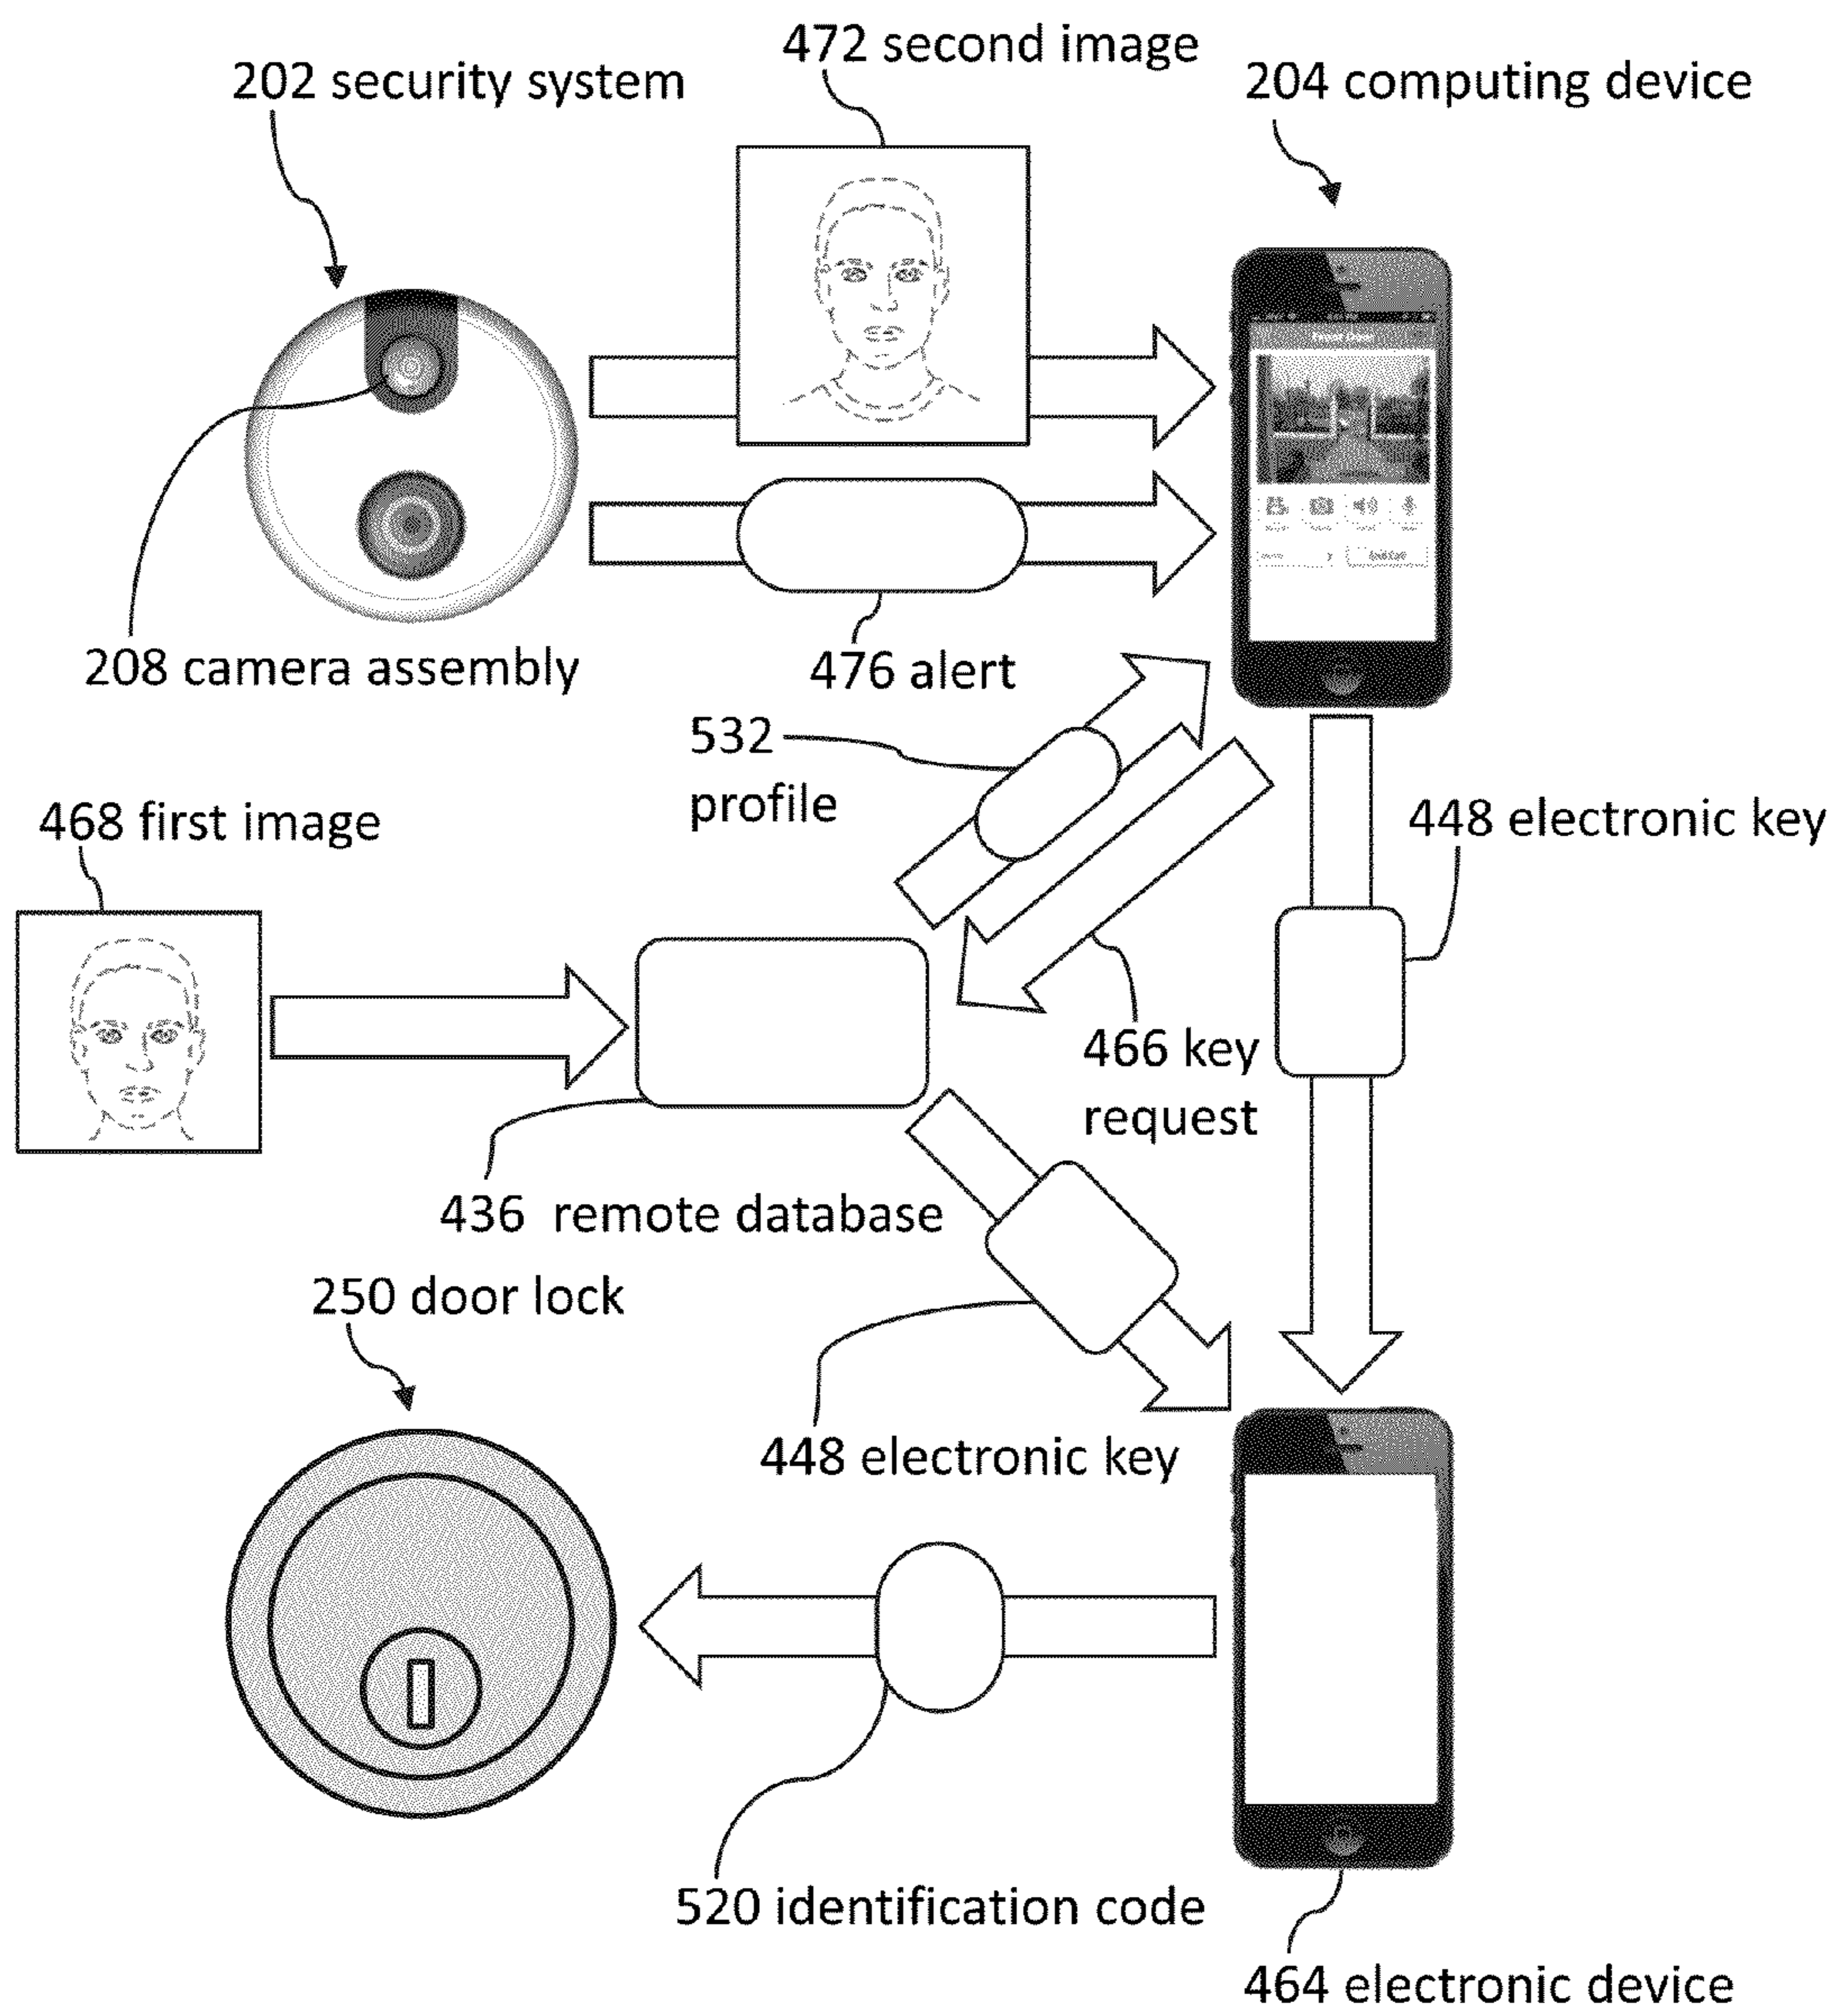 472 second image
202 security system
204 computing device
208 camera assembly
476 alert
532
profile
468 first image
448 electronic key
466 key
request
436 remote database
250 door lock
448 electronic key
520 identification code
464 electronic device